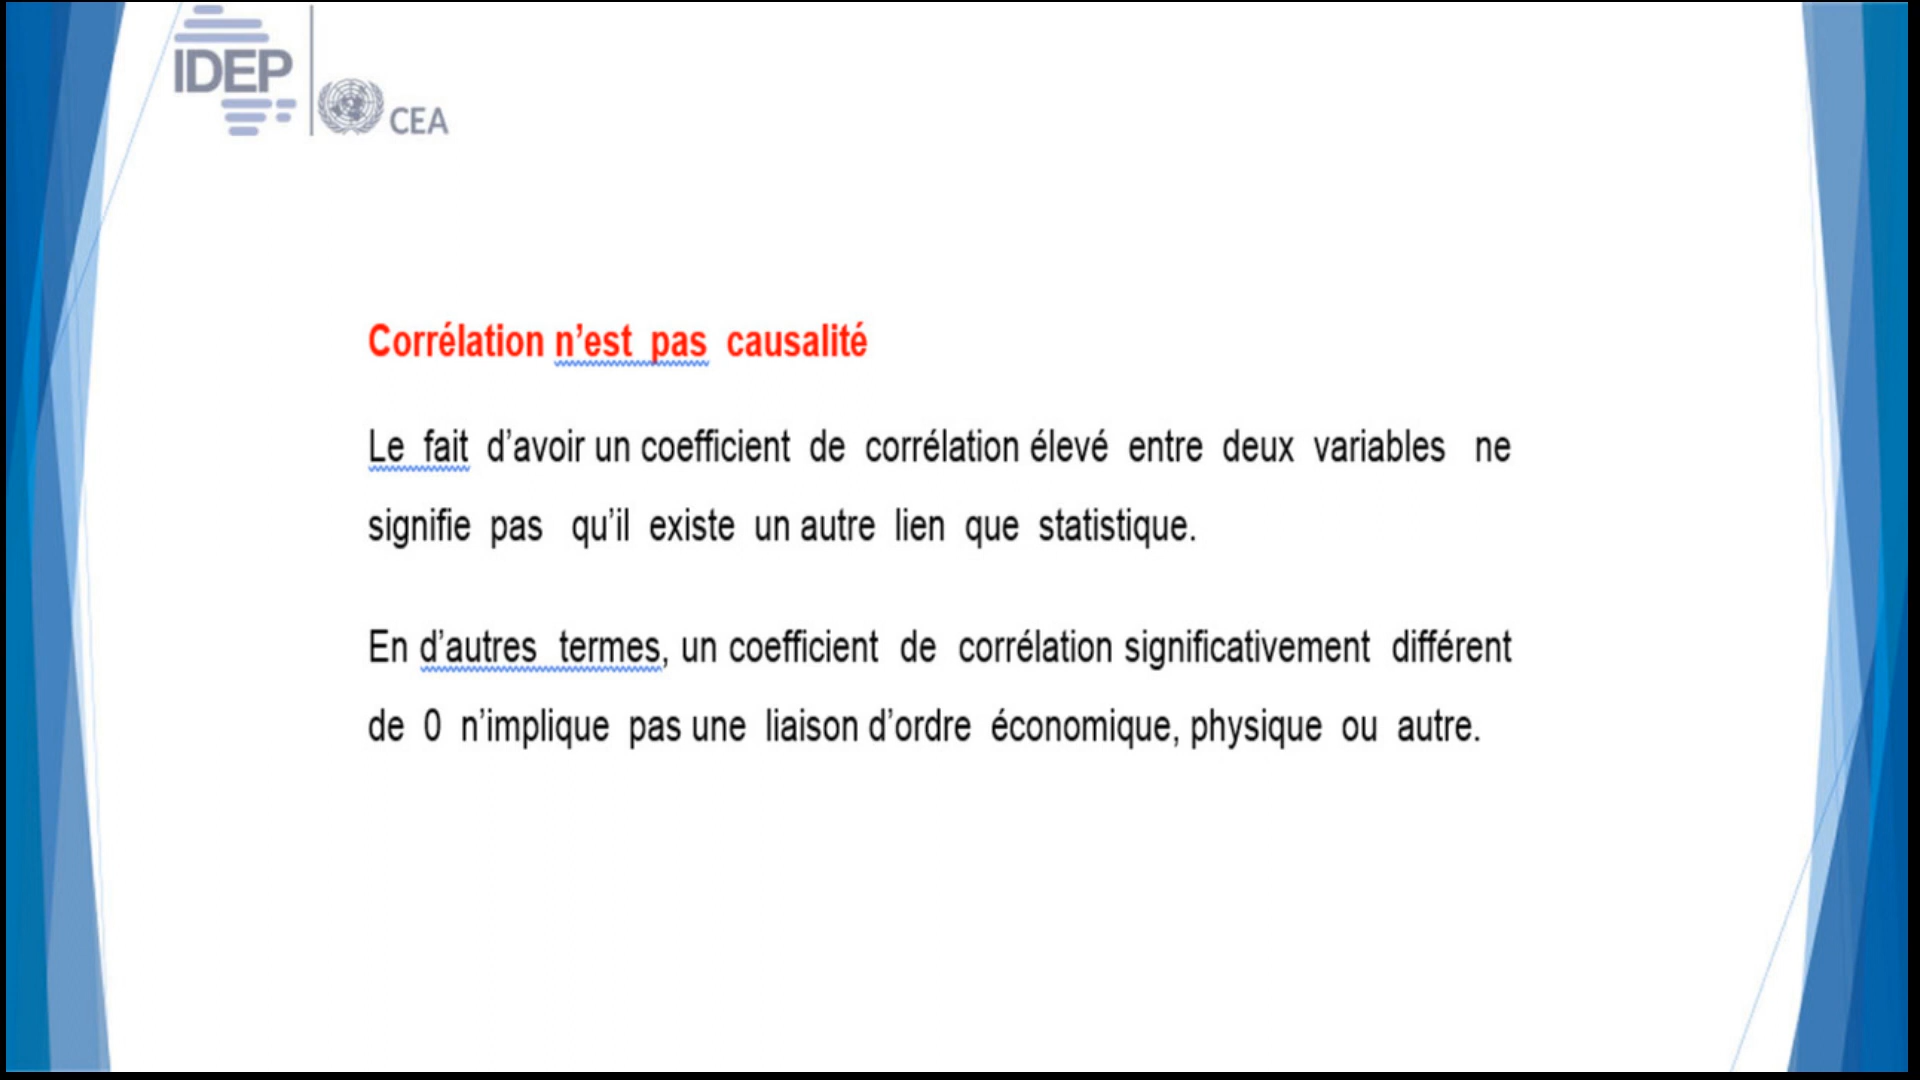 IDEP
CEA
Corrélation n’est pas causalité
Le fait d’avoir un coefficient de corrélation élevé entre deux variables ne
signifie pas qu’il existe un autre lien que statistique.
En d’autres termes, un coefficient de corrélation significativement différent
de 0 n’implique pas une liaison d’ordre économique, physique ou autre.